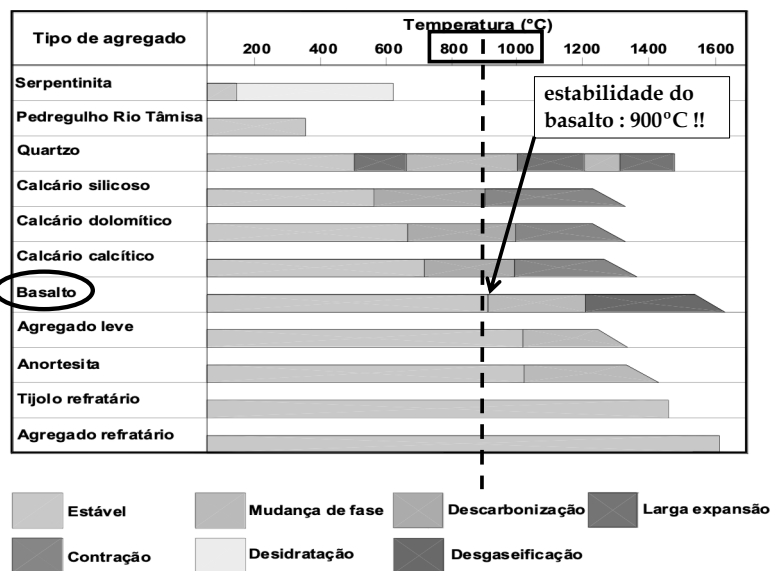 Tipo de agregado
Temperatura (ºC)
200 400 600 800 1000 1200 1400 1600
Serpentinita
Pedregulho Rio Tâmisa
Quartzo
Calcário silicoso
Calcário dolomítico
Calcário calcítico
Basalto
Agregado leve
Anortesita
Tijolo refratário
Agregado refratário
estabilidade do
basalto : 900ºC !!
Estável
Mudança de fase
Descarbonização
Larga expansão
Contração
Desidratação
Desgaseificação